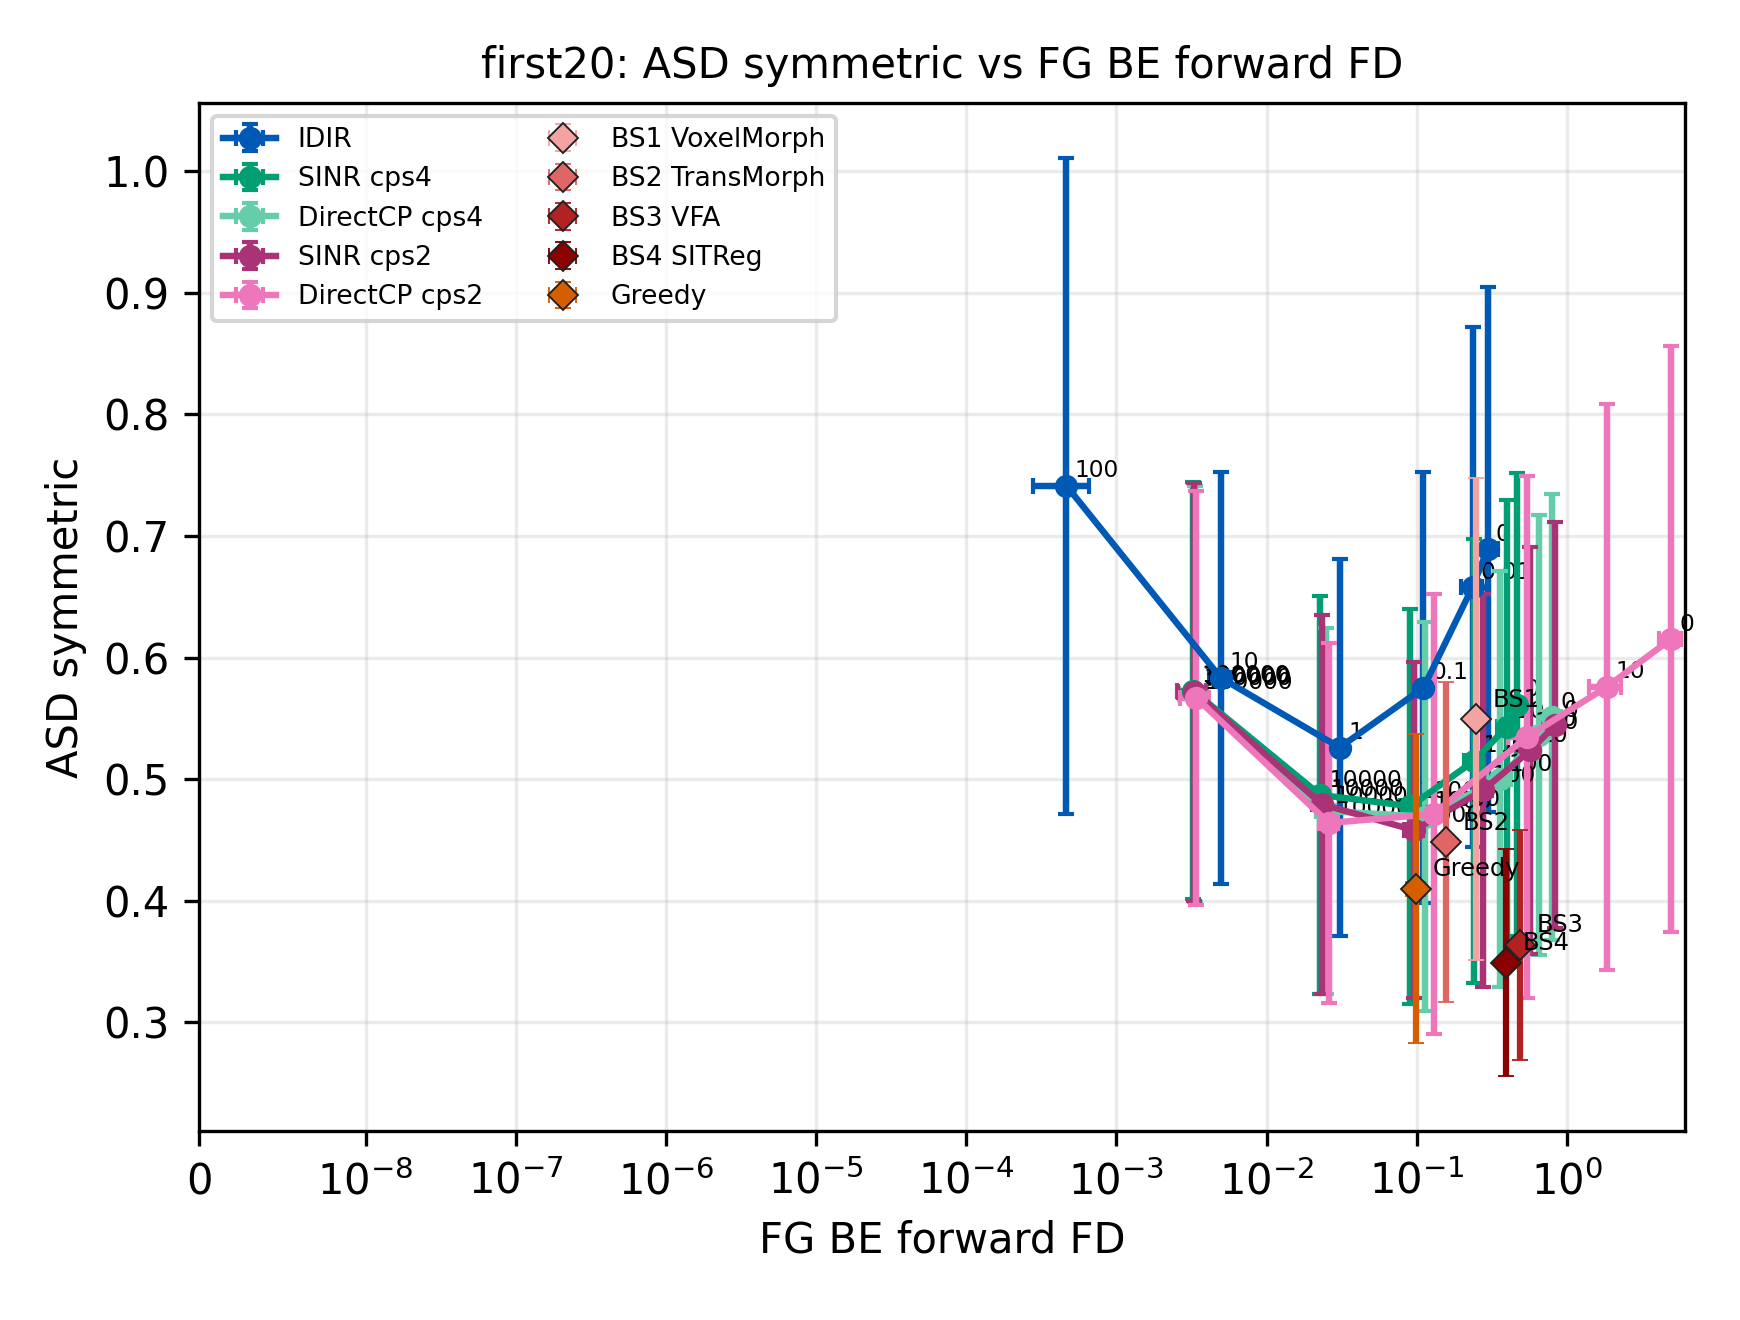 first20: ASD symmetric vs FG BE forward FD
IDIR
SINR cps4
DirectCP cps4
SINR cps2
DirectCP cps2
BS1 VoxelMorph
BS2 TransMorph
BS3 VFA
BS4 SITReg
Greedy
ASD symmetric
1.0
0.9
0.8
0.7
0.6
0.5
0.4
0.3
100
10
1
0.1
0
10
0
10000
BS1
BS2
Greedy
BS3
BS4
0
10⁻⁸
10⁻⁷
10⁻⁶
10⁻⁵
10⁻⁴
10⁻³
10⁻²
10⁻¹
10⁰
FG BE forward FD